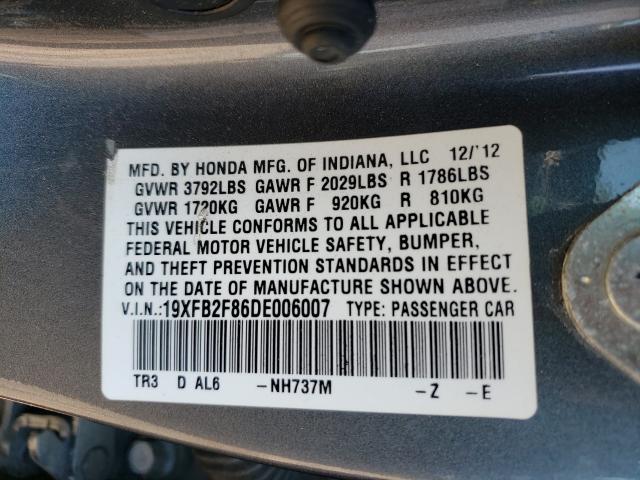 MFD. BY HONDA MFG. OF INDIANA, LLC 12/'12
GVWR 3792LBS GAWR F 2029LBS R 1786LBS
GVWR 1720KG GAWR F 920KG R 810KG
THIS VEHICLE CONFORMS TO ALL APPLICABLE
FEDERAL MOTOR VEHICLE SAFETY, BUMPER,
AND THEFT PREVENTION STANDARDS IN EFFECT
ON THE DATE OF MANUFACTURE SHOWN ABOVE.
V.I.N.:19XFB2F86DE006007 TYPE: PASSENGER CAR
TR3 D AL6 -NH737M -Z -E